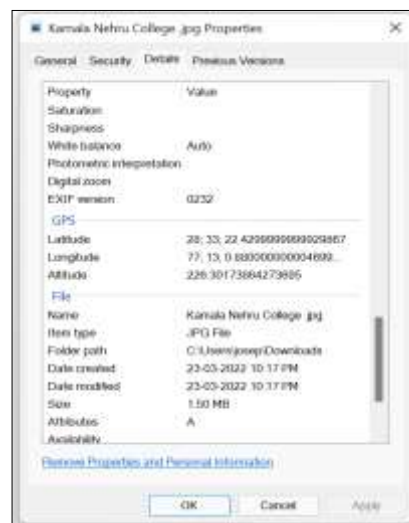 Kamala Nehru College .jpg Properties
General Security Details Previous Versions
Property Value
Saturation
Sharpness
White balance Auto
Photometric interpretation
Digital zoom
EXIF version 0232
GPS
Latitude 28; 33; 22.4299999999929867
Longitude 77; 13; 0.880000000004699...
Altitude 226.30173864273605
File
Name Kamala Nehru College .jpg
Item type JPG File
Folder path C:\Users\josep\Downloads
Date created 23-03-2022 10:17 PM
Date modified 23-03-2022 10:17 PM
Size 1.50 MB
Attributes A
Availability
Remove Properties and Personal Information
OK Cancel Apply